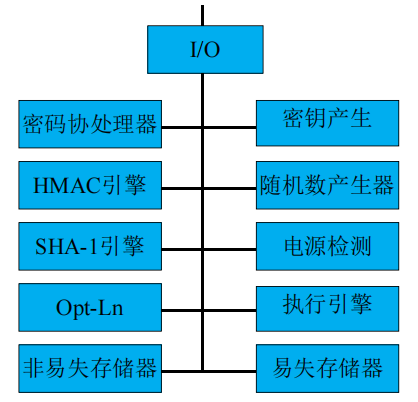 I/O
密码协处理器
密钥产生
HMAC引擎
随机数产生器
SHA-1引擎
电源检测
Opt-Ln
执行引擎
非易失存储器
易失存储器